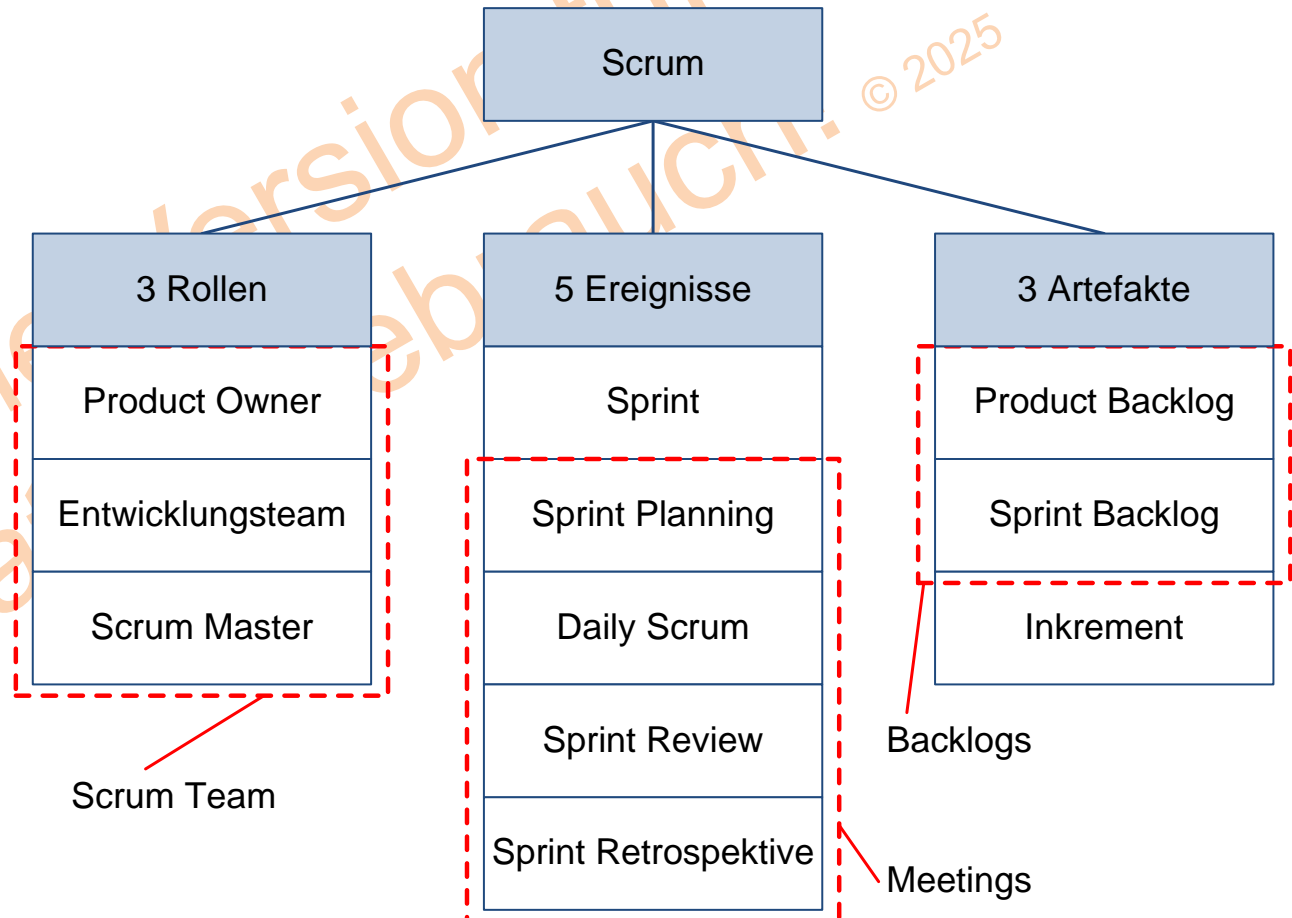 Scrum
© 2025
3 Rollen
Product Owner
Entwicklungsteam
Scrum Master
Scrum Team
5 Ereignisse
Sprint
Sprint Planning
Daily Scrum
Sprint Review
Sprint Retrospektive
Meetings
3 Artefakte
Product Backlog
Sprint Backlog
Inkrement
Backlogs